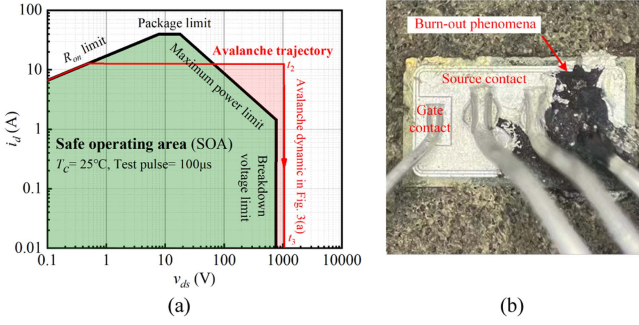 100
10
1
0.1
0.01
0.1
1
10
100
1000
10000
i_d (A)
v_ds (V)
Package limit
R_on limit
Avalanche trajectory
Maximum power limit
t_2
Safe operating area (SOA)
T_C= 25°C, Test pulse= 100μs
Breakdown
voltage limit
Avalanche dynamic in Fig. 3(a)
t_3
(a)
Burn-out phenomena
Source contact
Gate
contact
(b)